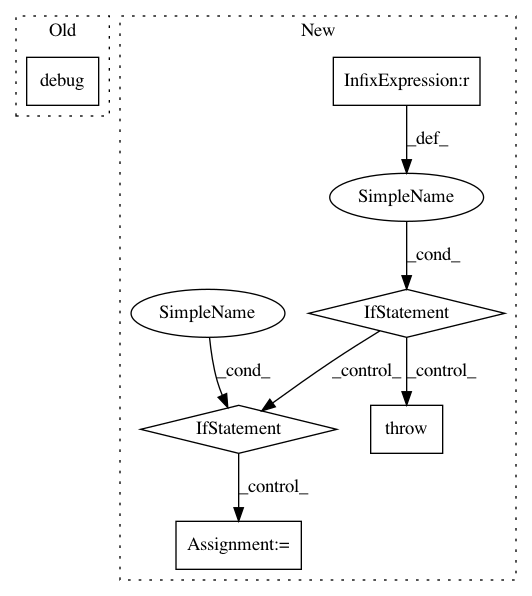 Old
New
debug
InfixExpression:r
_def_
SimpleName
_cond_
SimpleName
IfStatement
_cond_
_control_
_control_
IfStatement
throw
_control_
Assignment:=